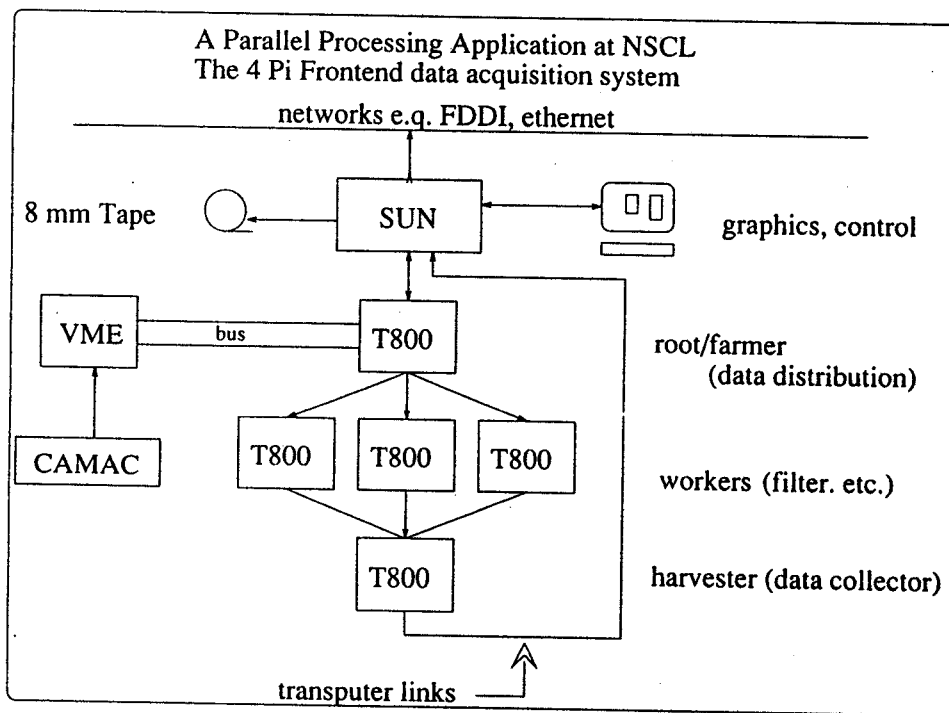 A Parallel Processing Application at NSCL
The 4 Pi Frontend data acquisition system
networks e.q. FDDI, ethernet
8 mm Tape
SUN
graphics, control
VME
bus
T800
root/farmer
(data distribution)
CAMAC
T800
T800
T800
workers (filter. etc.)
T800
harvester (data collector)
transputer links